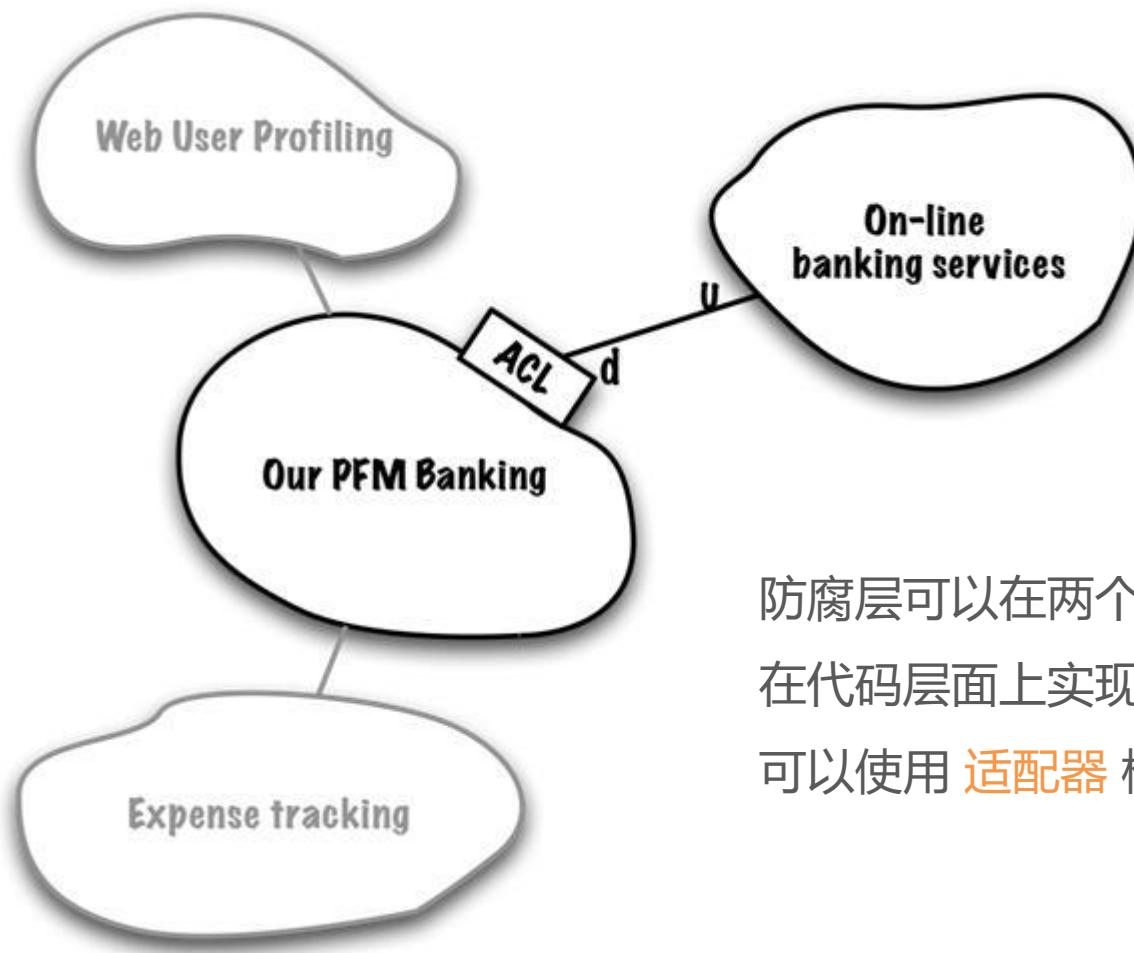 Web User Profiling
On-line
banking services
u
ACL
d
Our PFM Banking
防腐层可以在两个
在代码层面上实现
可以使用 适配器
Expense tracking